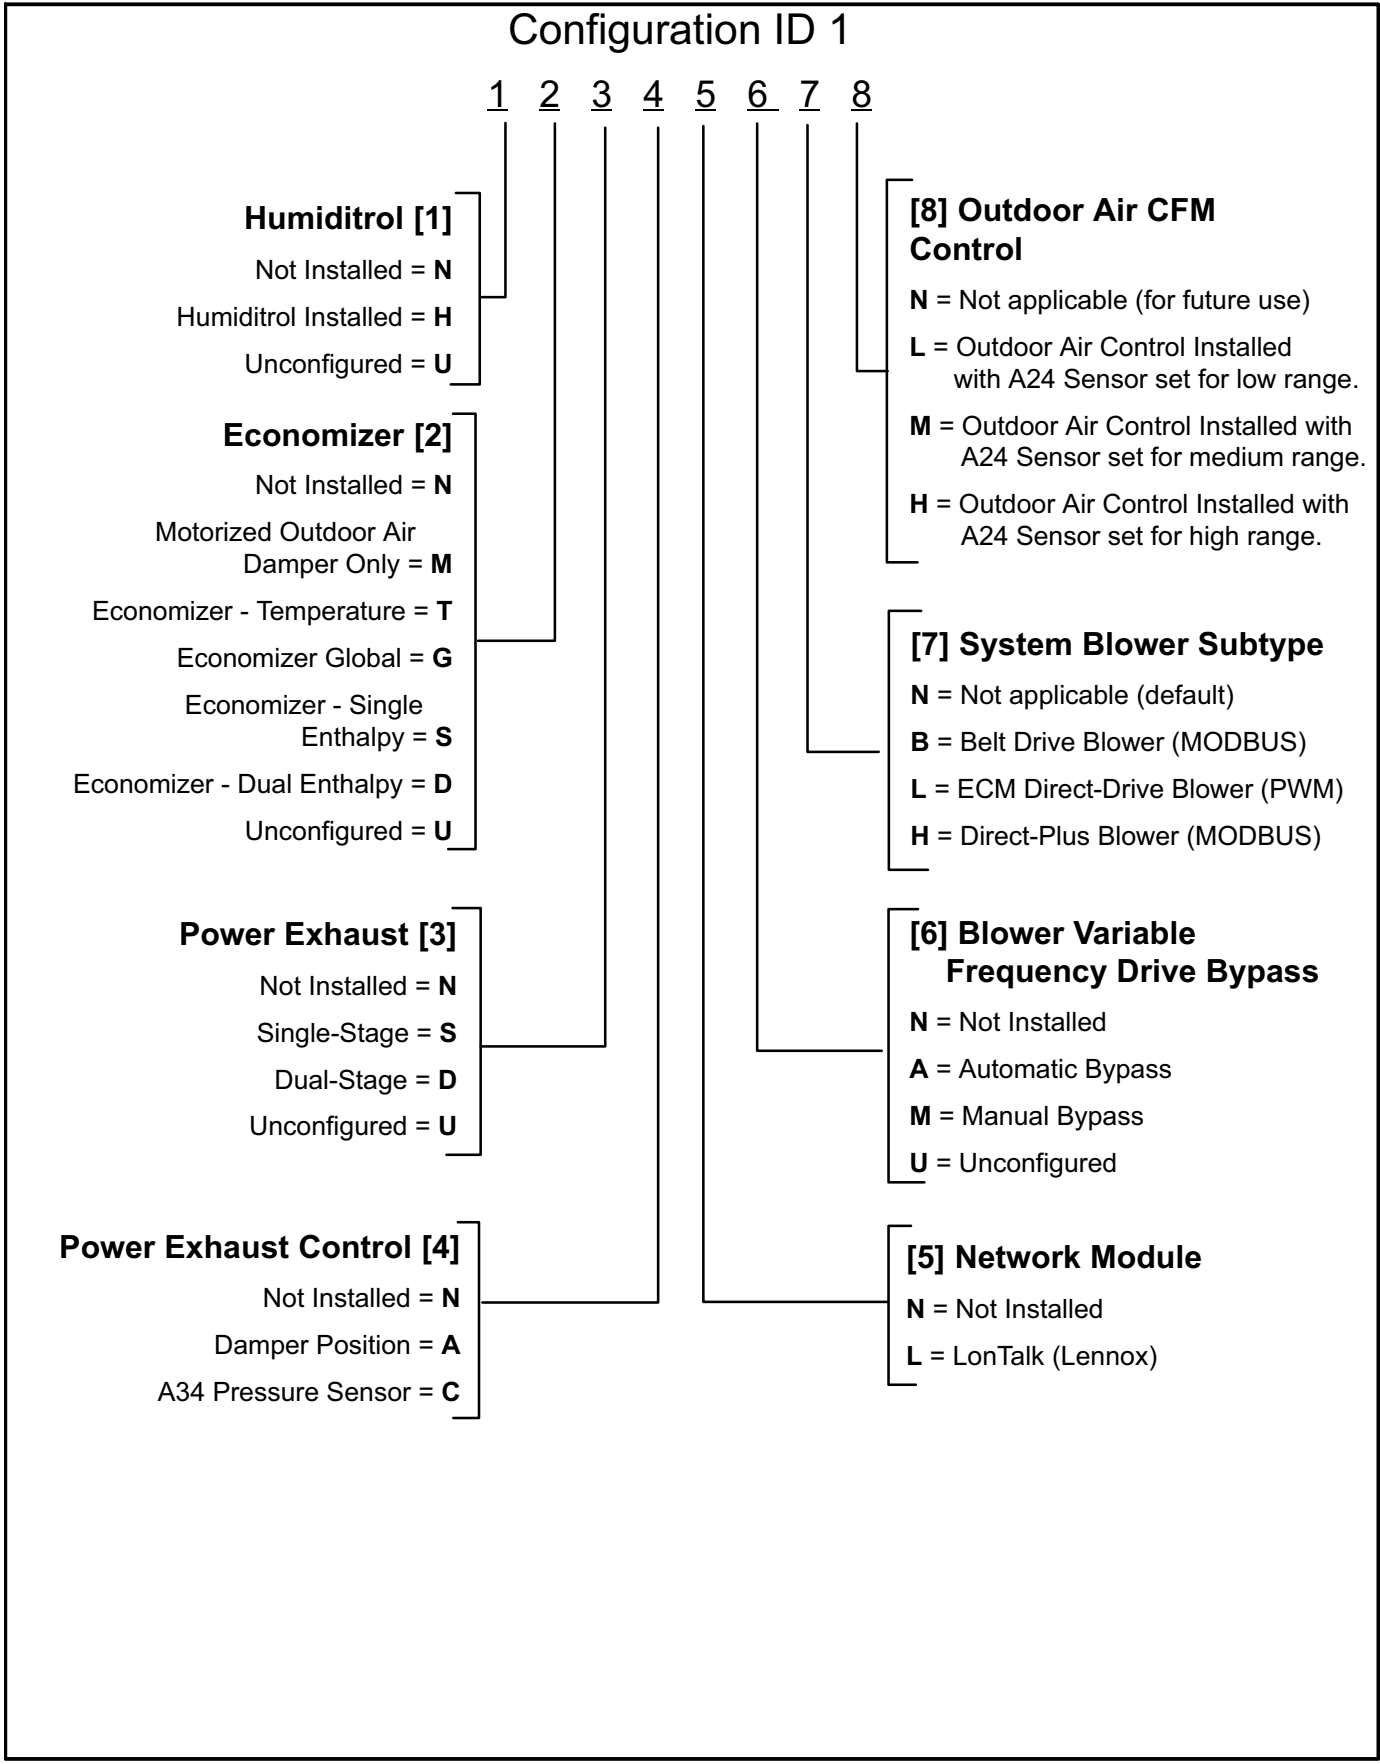 Configuration ID 1
1 2 3 4 5 6 7 8
Humiditrol [1]
Not Installed = N
Humiditrol Installed = H
Unconfigured = U
Economizer [2]
Not Installed = N
Motorized Outdoor Air
Damper Only = M
Economizer - Temperature = T
Economizer Global = G
Economizer - Single
Enthalpy = S
Economizer - Dual Enthalpy = D
Unconfigured = U
Power Exhaust [3]
Not Installed = N
Single-Stage = S
Dual-Stage = D
Unconfigured = U
Power Exhaust Control [4]
Not Installed = N
Damper Position = A
A34 Pressure Sensor = C
[8] Outdoor Air CFM
Control
N = Not applicable (for future use)
L = Outdoor Air Control Installed
with A24 Sensor set for low range.
M = Outdoor Air Control Installed with
A24 Sensor set for medium range.
H = Outdoor Air Control Installed with
A24 Sensor set for high range.
[7] System Blower Subtype
N = Not applicable (default)
B = Belt Drive Blower (MODBUS)
L = ECM Direct-Drive Blower (PWM)
H = Direct-Plus Blower (MODBUS)
[6] Blower Variable
Frequency Drive Bypass
N = Not Installed
A = Automatic Bypass
M = Manual Bypass
U = Unconfigured
[5] Network Module
N = Not Installed
L = LonTalk (Lennox)